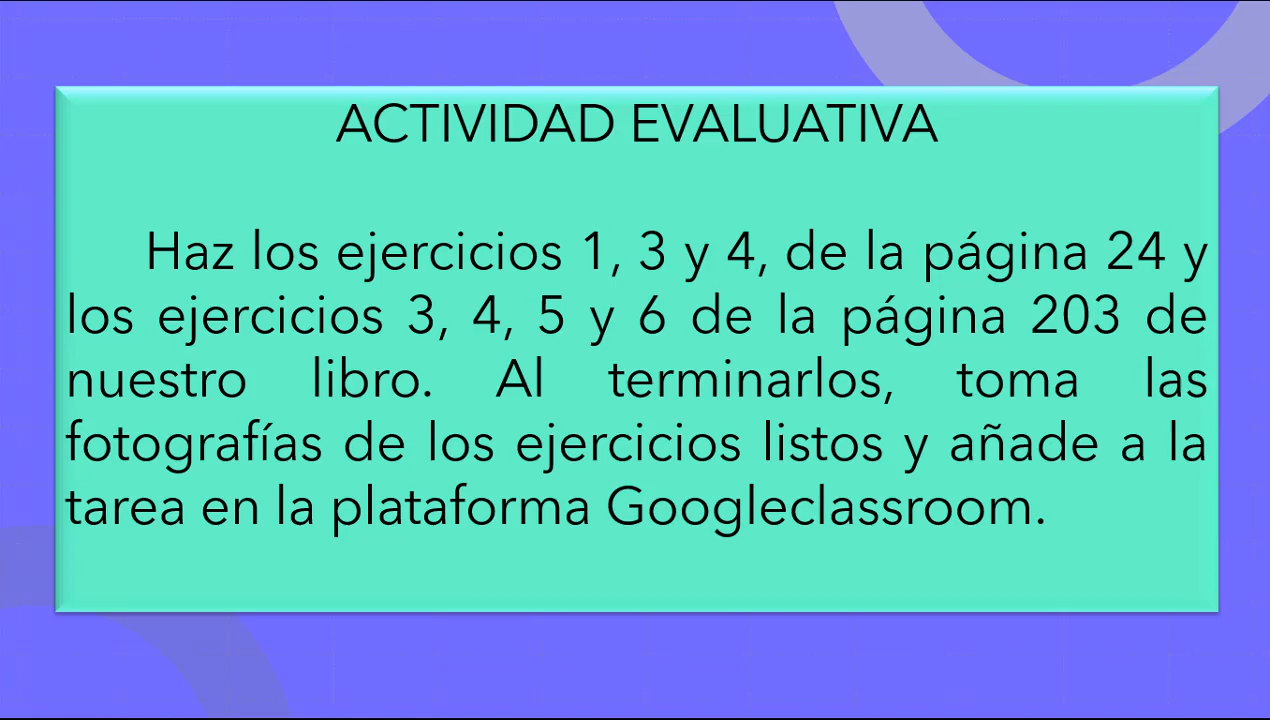 ACTIVIDAD EVALUATIVA
Haz los ejercicios 1, 3 y 4, de la página 24 y
los ejercicios 3, 4, 5 y 6 de la página 203 de
nuestro libro. Al terminarlos, toma las
fotografías de los ejercicios listos y añade a la
tarea en la plataforma Googleclassroom.